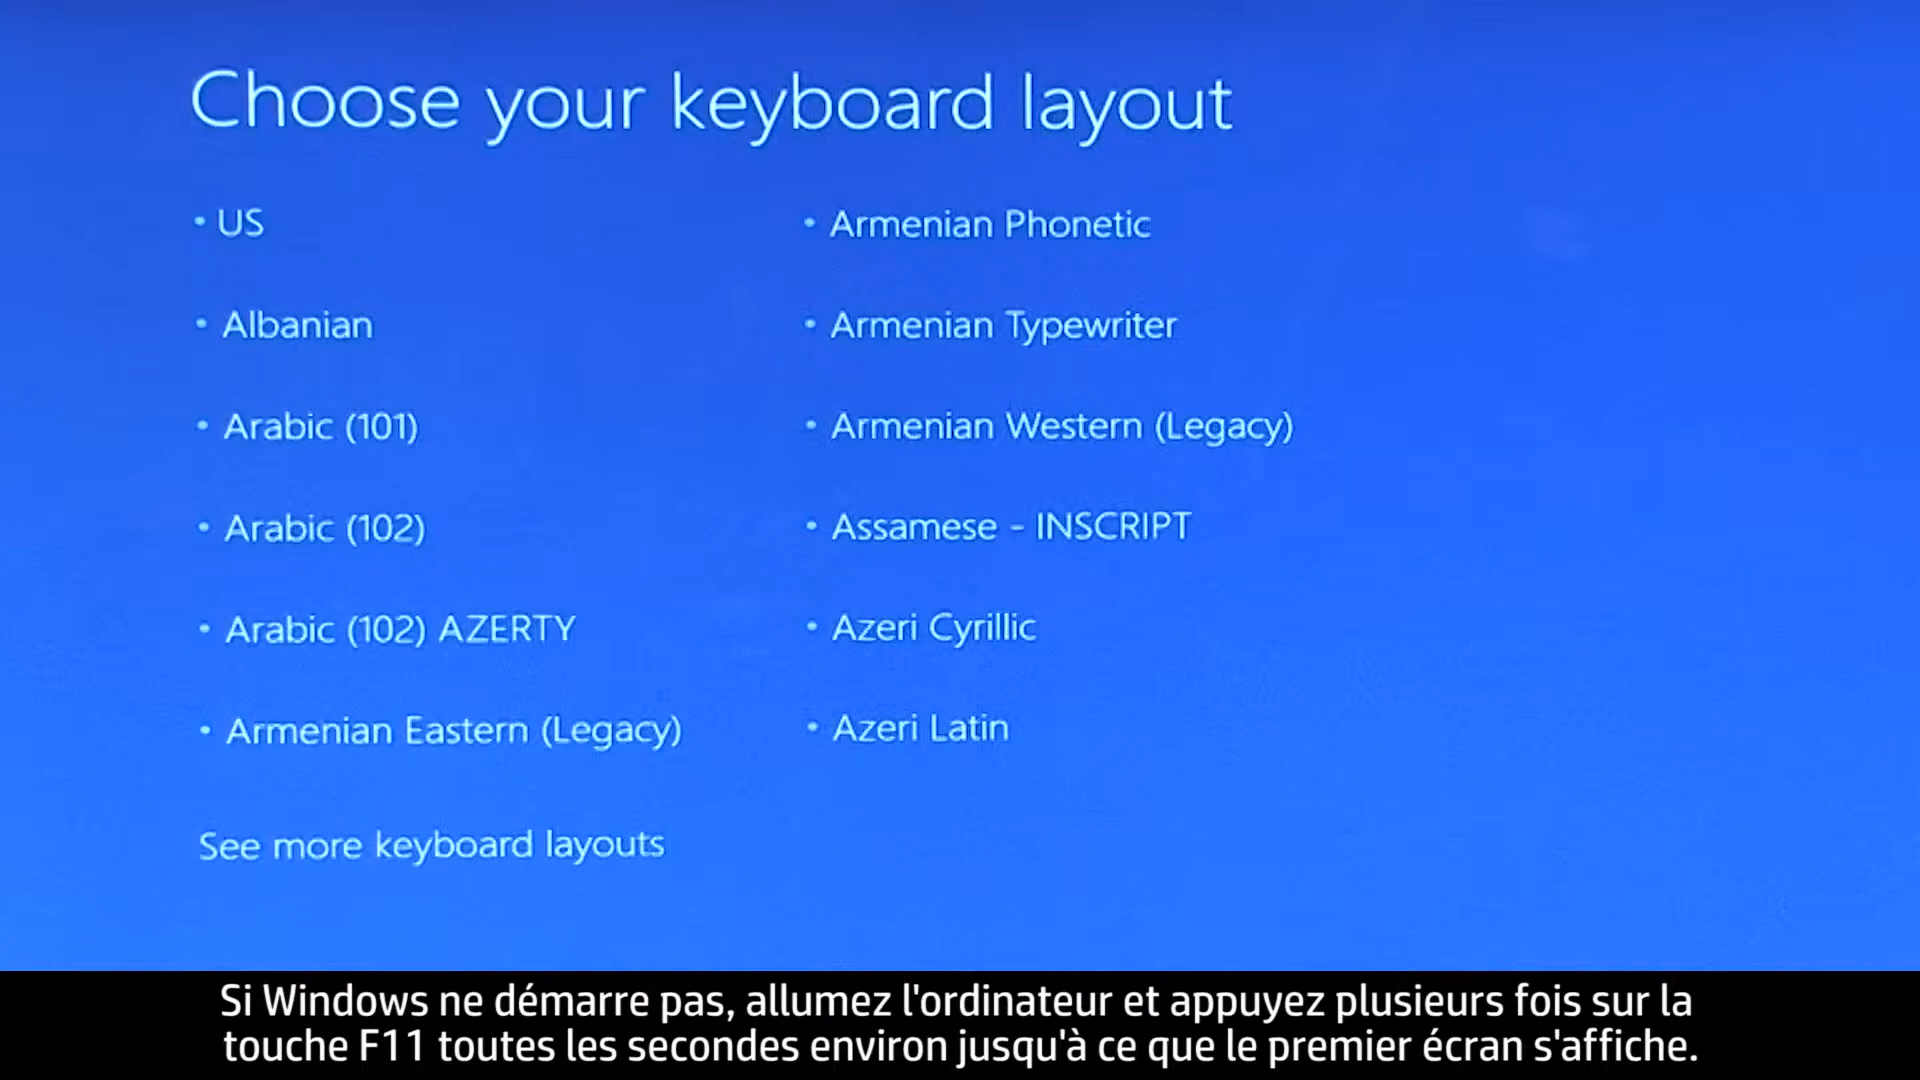 Choose your keyboard layout
• US
• Albanian
• Arabic (101)
• Arabic (102)
• Arabic (102) AZERTY
• Armenian Eastern (Legacy)
• Armenian Phonetic
• Armenian Typewriter
• Armenian Western (Legacy)
• Assamese - INSCRIPT
• Azeri Cyrillic
• Azeri Latin
See more keyboard layouts
Si Windows ne démarre pas, allumez l'ordinateur et appuyez plusieurs fois sur la
touche F11 toutes les secondes environ jusqu'à ce que le premier écran s'affiche.